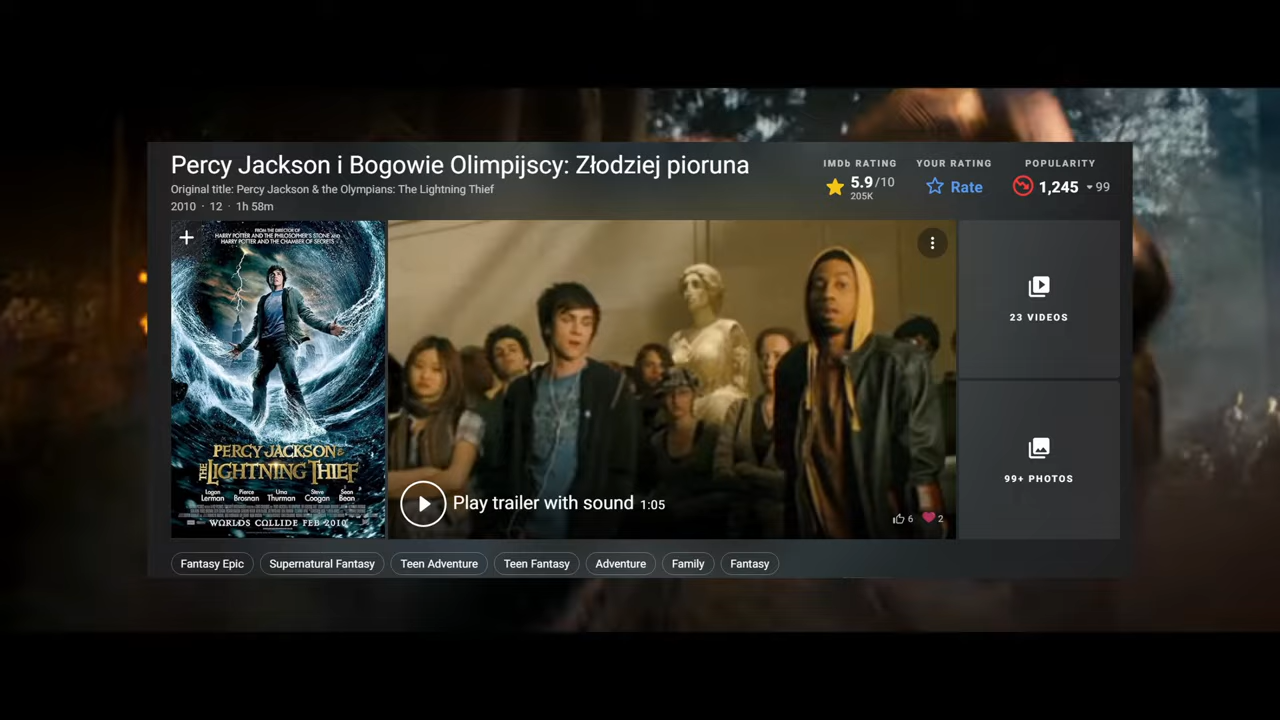 Percy Jackson i Bogowie Olimpijscy: Złodziej pioruna
Original title: Percy Jackson & the Olympians: The Lightning Thief
2010 · 12 · 1h 58m
IMDb RATING
5.9/10
205K
YOUR RATING
Rate
POPULARITY
1,245
99
FROM THE DIRECTOR OF
HARRY POTTER AND THE PHILOSOPHER'S STONE AND
HARRY POTTER AND THE CHAMBER OF SECRETS
PERCY JACKSON &
THE LIGHTNING THIEF
Logan Lerman
Pierce Brosnan
Uma Thurman
Steve Coogan
Sean Bean
WORLDS COLLIDE FEB 2010
Play trailer with sound 1:05
6
2
23 VIDEOS
99+ PHOTOS
Fantasy Epic
Supernatural Fantasy
Teen Adventure
Teen Fantasy
Adventure
Family
Fantasy